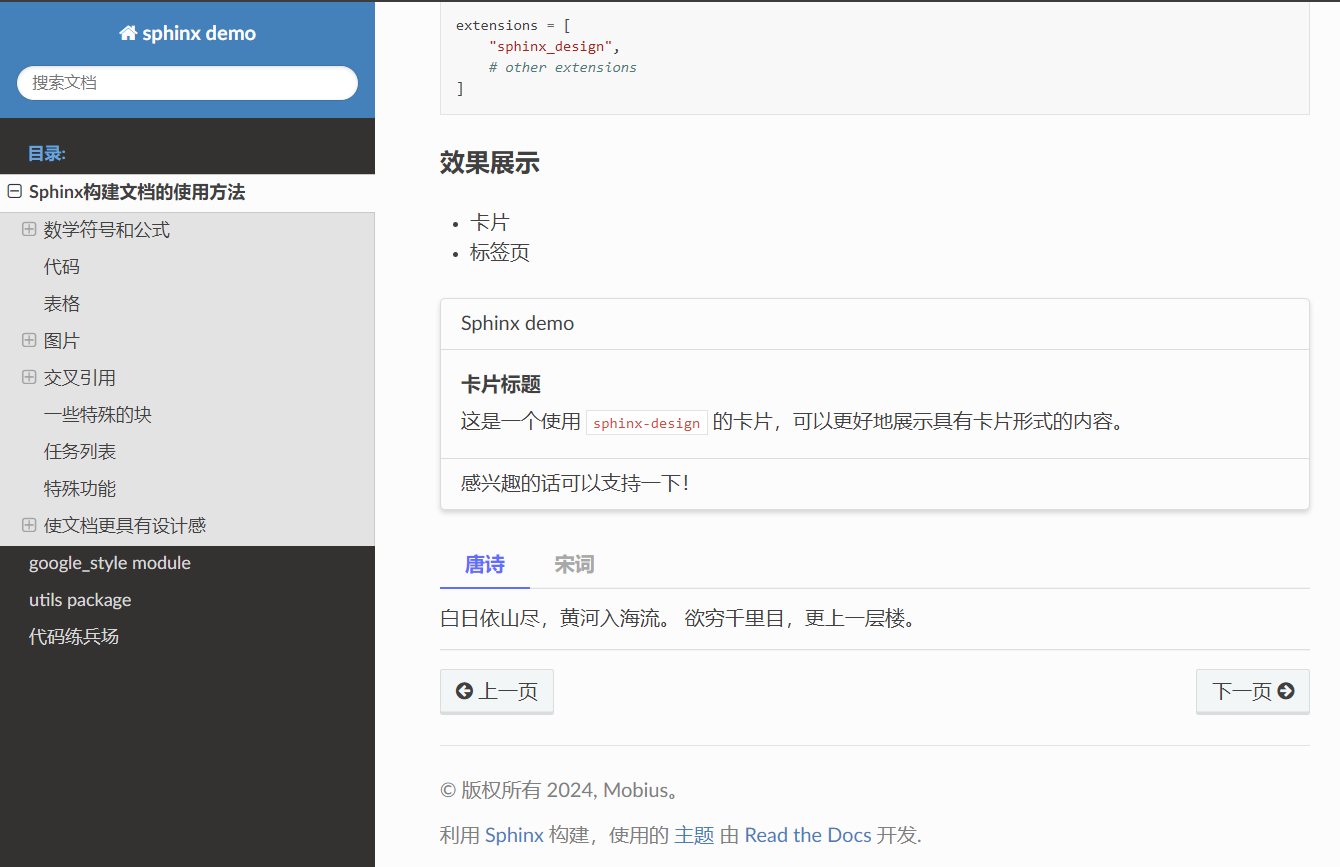 sphinx demo
搜索文档
目录:
Sphinx构建文档的使用方法
数学符号和公式
代码
表格
图片
交叉引用
一些特殊的块
任务列表
特殊功能
使文档更具有设计感
google_style module
utils package
代码练兵场
extensions = [
    "sphinx_design",
    # other extensions
]
效果展示
卡片
标签页
Sphinx demo
卡片标题
这是一个使用 sphinx-design 的卡片，可以更好地展示具有卡片形式的内容。
感兴趣的话可以支持一下！
唐诗 宋词
白日依山尽，黄河入海流。 欲穷千里目，更上一层楼。
上一页 下一页
© 版权所有 2024, Mobius。
利用 Sphinx 构建，使用的 主题 由 Read the Docs 开发.